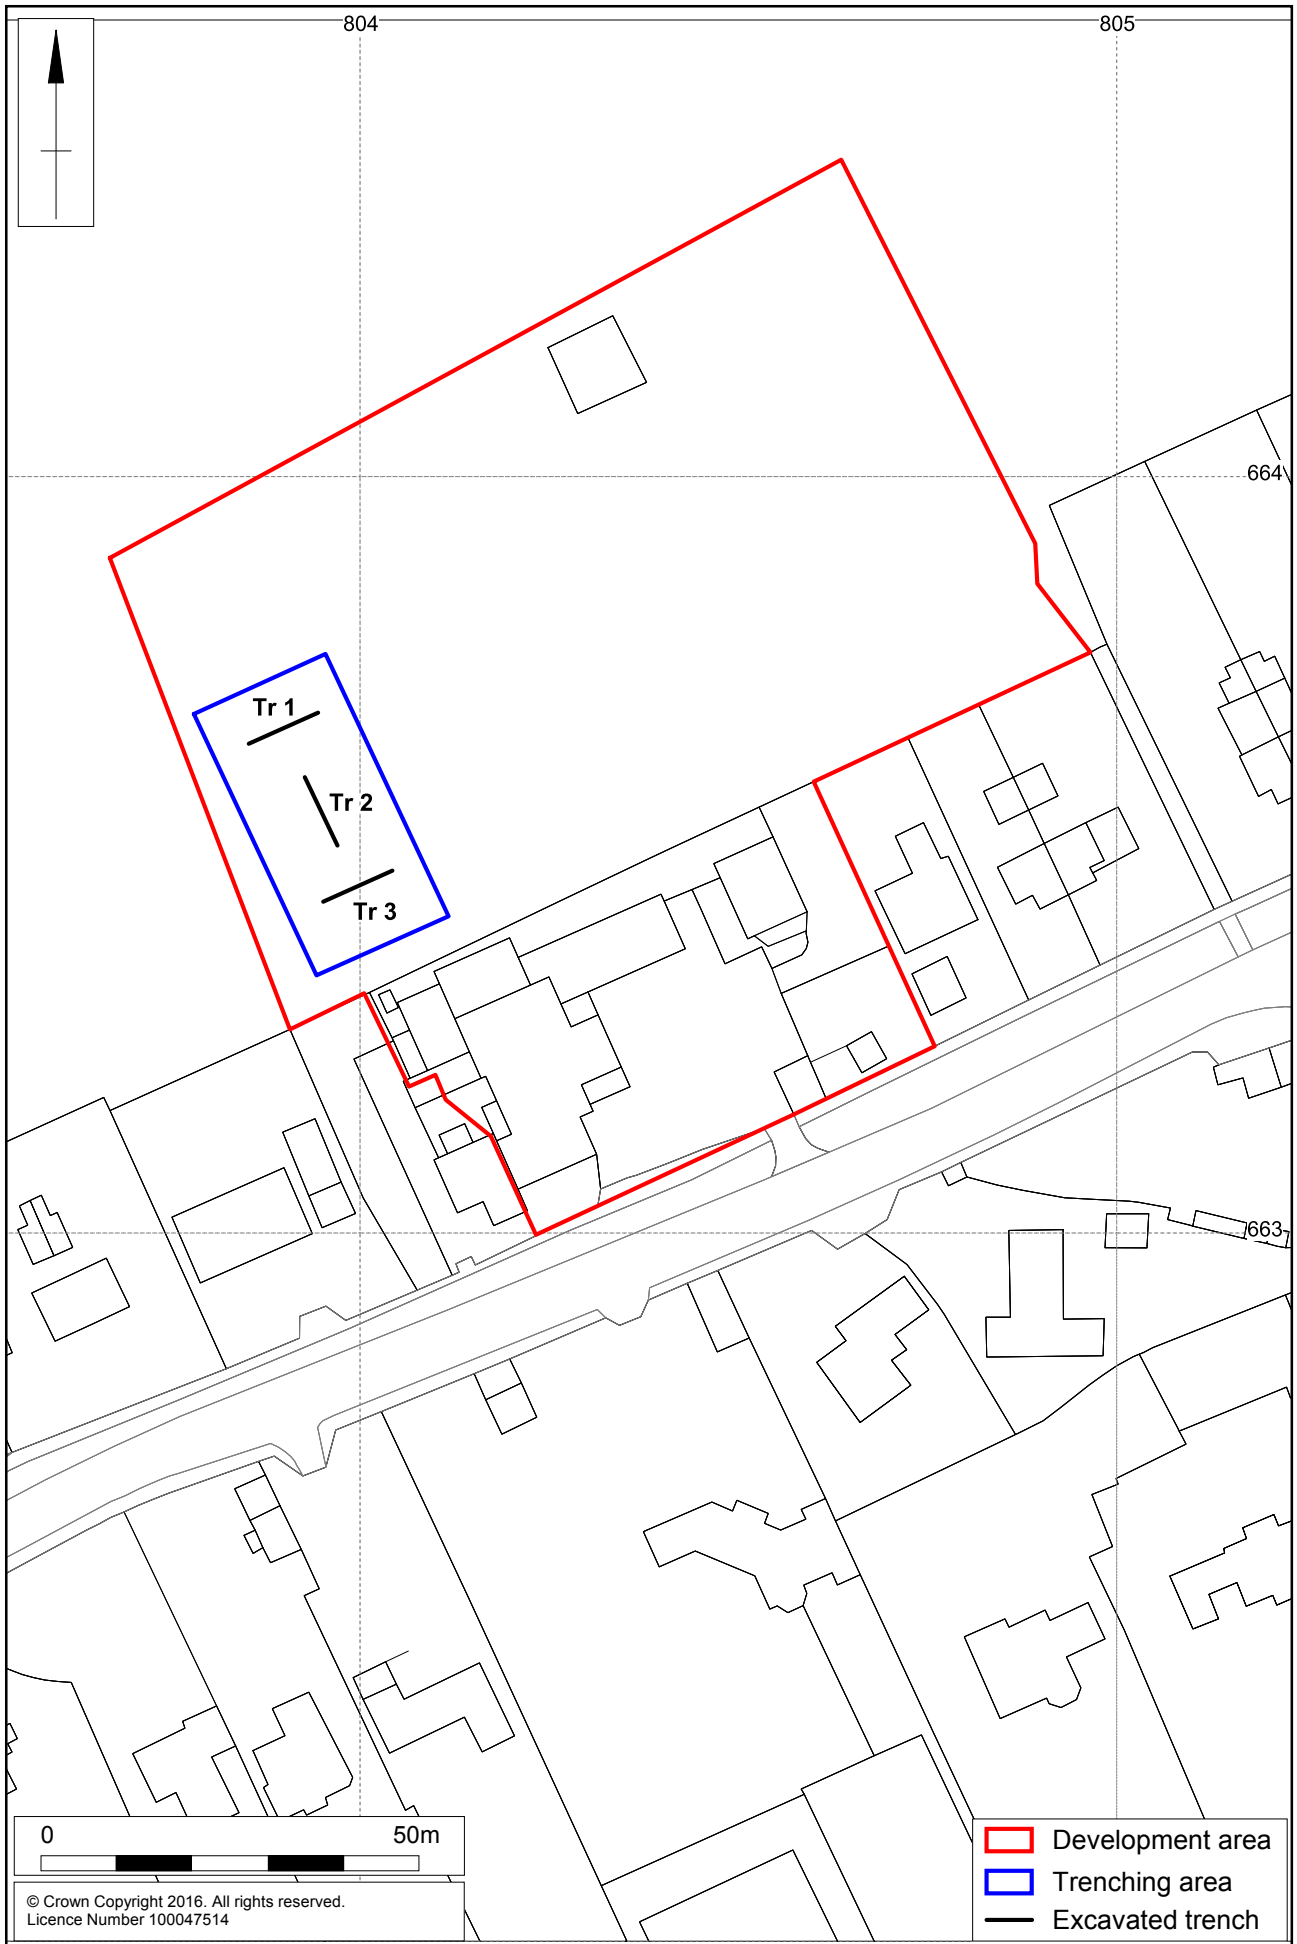 804
805
664
Tr 1
Tr 2
Tr 3
663
0 50m
© Crown Copyright 2016. All rights reserved.
Licence Number 100047514
Development area
Trenching area
Excavated trench